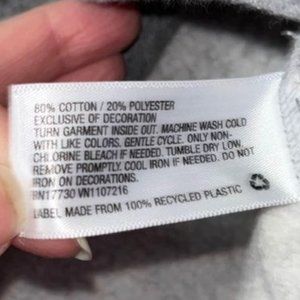 80% COTTON / 20% POLYESTER
EXCLUSIVE OF DECORATION
TURN GARMENT INSIDE OUT. MACHINE WASH COLD
WITH LIKE COLORS. GENTLE CYCLE. ONLY NON-
CHLORINE BLEACH IF NEEDED. TUMBLE DRY LOW.
REMOVE PROMPTLY. COOL IRON IF NEEDED. DO NOT
IRON ON DECORATIONS.
RN17730 VN1107216
LABEL MADE FROM 100% RECYCLED PLASTIC